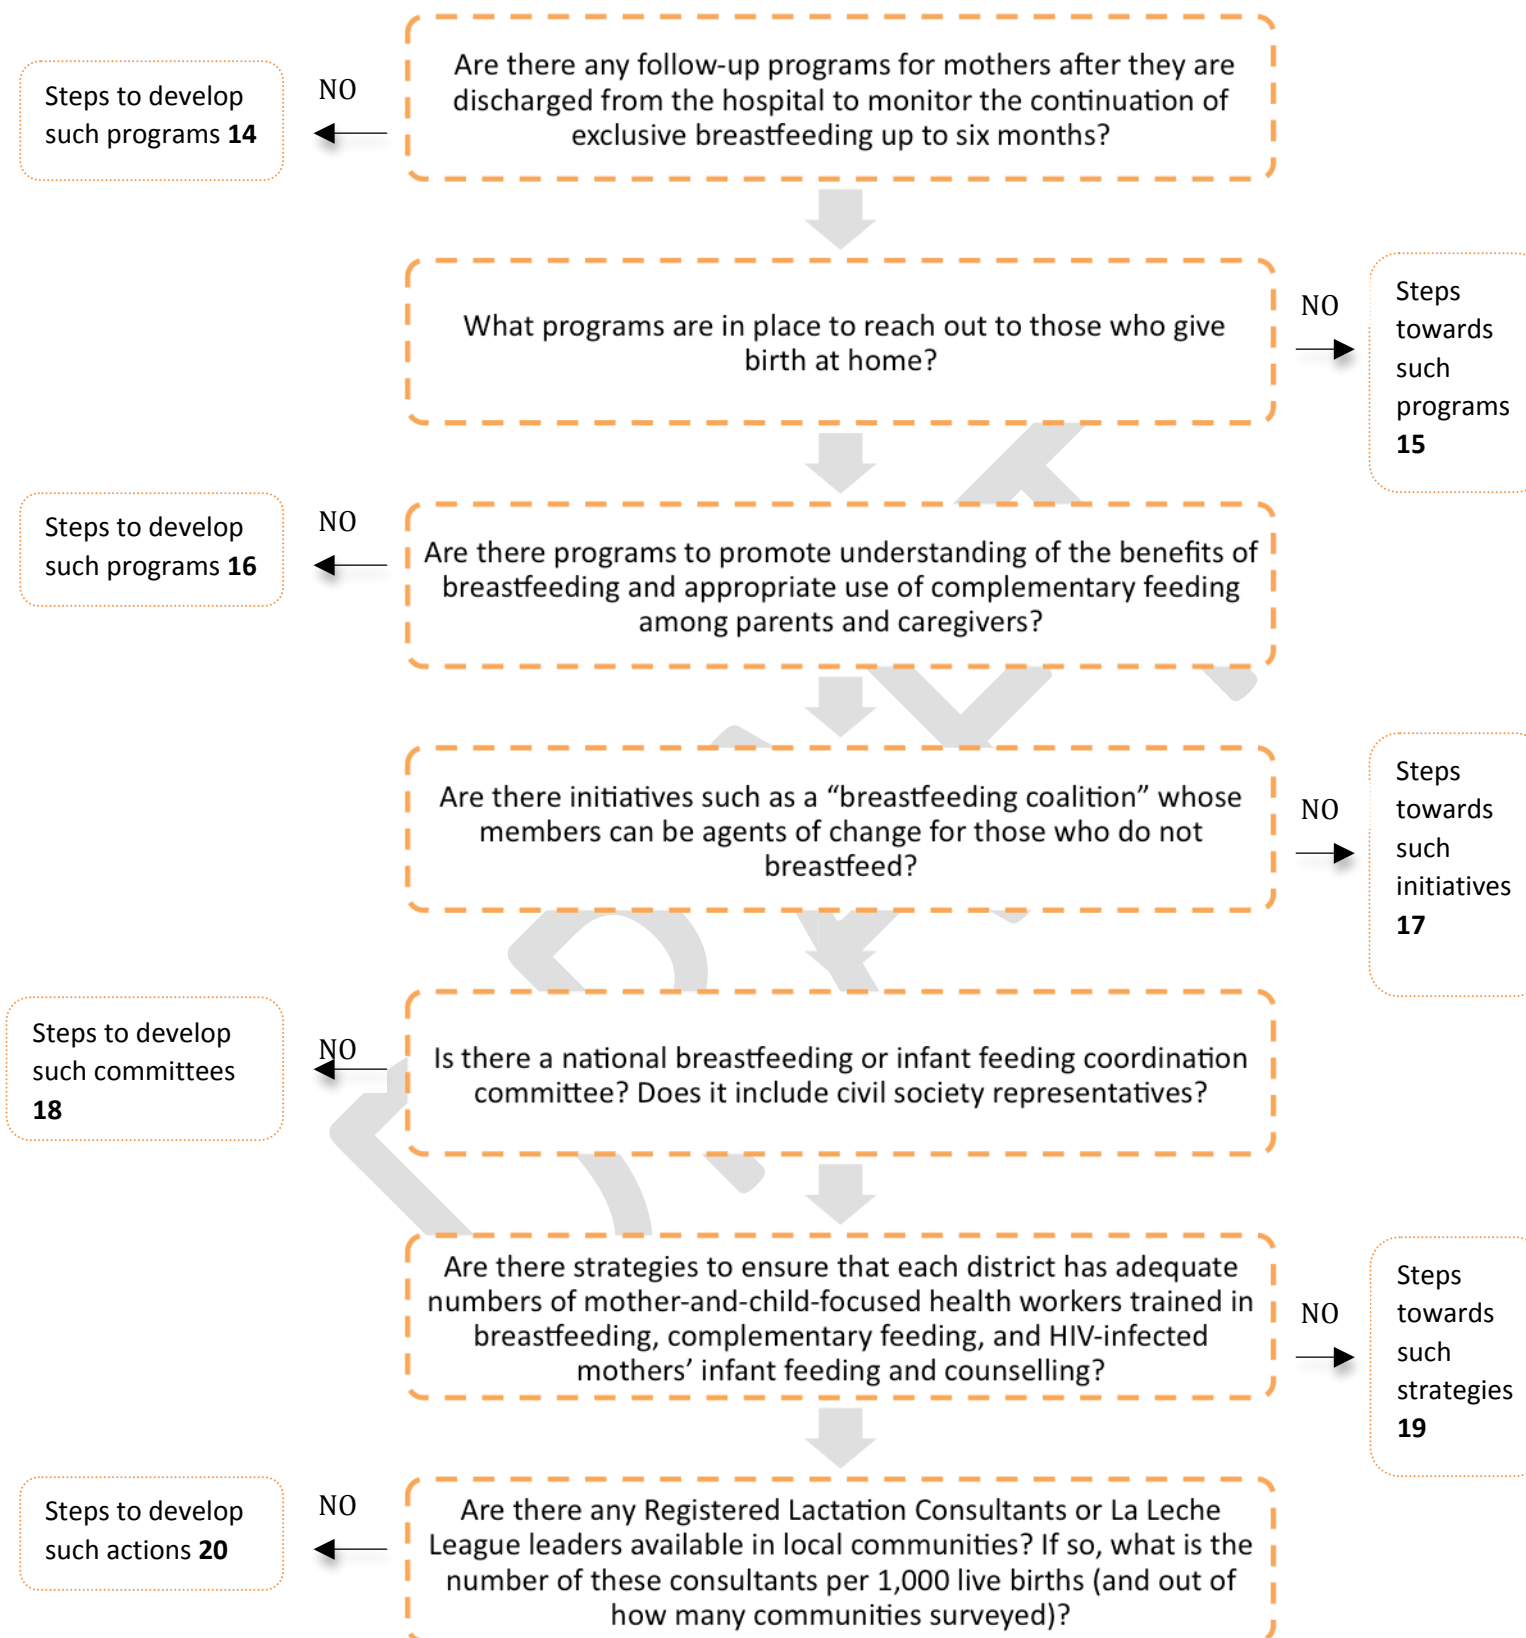 Are there any follow-up programs for mothers after they are
discharged from the hospital to monitor the continuation of
exclusive breastfeeding up to six months?
NO
Steps to develop
such programs 14
What programs are in place to reach out to those who give
birth at home?
NO
Steps
towards
such
programs
15
Are there programs to promote understanding of the benefits of
breastfeeding and appropriate use of complementary feeding
among parents and caregivers?
NO
Steps to develop
such programs 16
Are there initiatives such as a “breastfeeding coalition” whose
members can be agents of change for those who do not
breastfeed?
NO
Steps
towards
such
initiatives
17
Is there a national breastfeeding or infant feeding coordination
committee? Does it include civil society representatives?
NO
Steps to develop
such committees
18
Are there strategies to ensure that each district has adequate
numbers of mother-and-child-focused health workers trained in
breastfeeding, complementary feeding, and HIV-infected
mothers’ infant feeding and counselling?
NO
Steps
towards
such
strategies
19
Are there any Registered Lactation Consultants or La Leche
League leaders available in local communities? If so, what is the
number of these consultants per 1,000 live births (and out of
how many communities surveyed)?
NO
Steps to develop
such actions 20